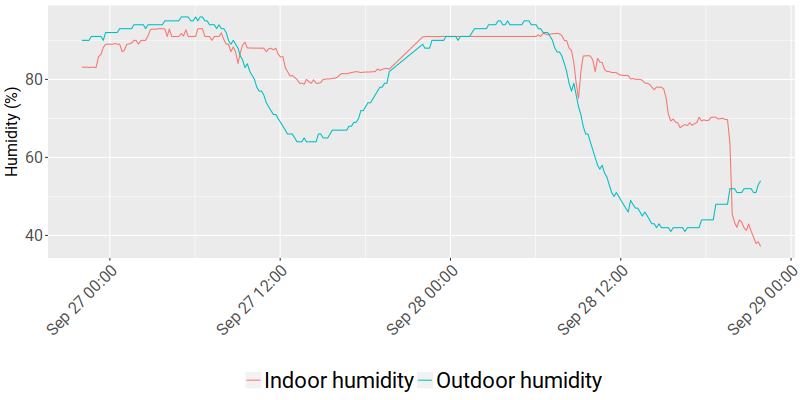 Humidity (%)
80
60
40
Sep 27 00:00
Sep 27 12:00
Sep 28 00:00
Sep 28 12:00
Sep 29 00:00
Indoor humidity Outdoor humidity